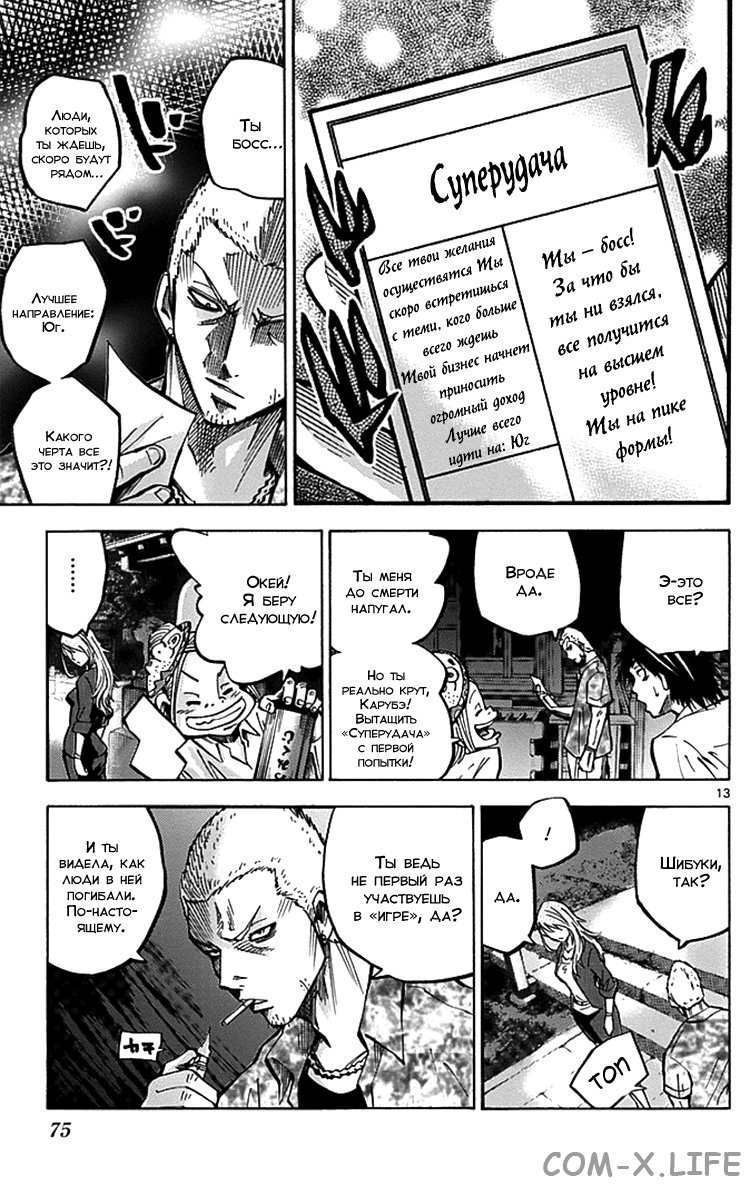 Суперудача
Ты – босс!
За что бы
ты ни взялся,
все получится
на высшем
уровне!
Ты на пике
формы!
Все твои желания
осуществятся Ты
скоро встретишься
с теми, кого больше
всего ждешь
Твой бизнес начнет
приносить
огромный доход
Лучше всего
идти на: Юг
Ты
босс...
Люди,
которых
ты ждаешь,
скоро будут
рядом...
Лучшее
направление:
Юг.
Какого
черта все
это значит?!
Э-это
все?
Вроде
да.
Ты меня
до смерти
напугал.
Но ты
реально крут,
Карубэ!
Вытащить
«Суперудача»
с первой
попытки!
Окей!
Я беру
следующую!
........
13
Шибуки,
так?
!
Да.
топ
Ты ведь
не первый раз
участвуешь
в «игре», да?
И ты
видела, как
люди в ней
погибали.
По-насто-
ящему.
75
COM-X.LIFE